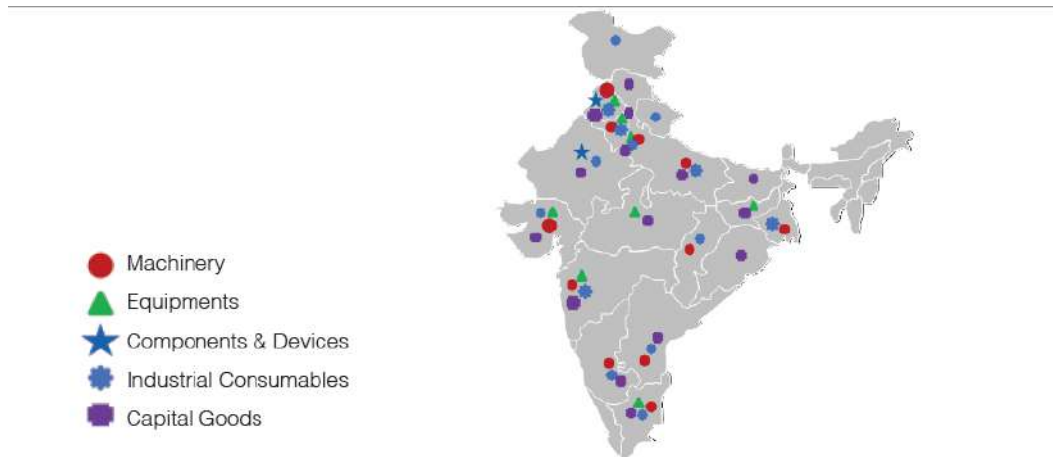 Machinery
Equipments
Components & Devices
Industrial Consumables
Capital Goods